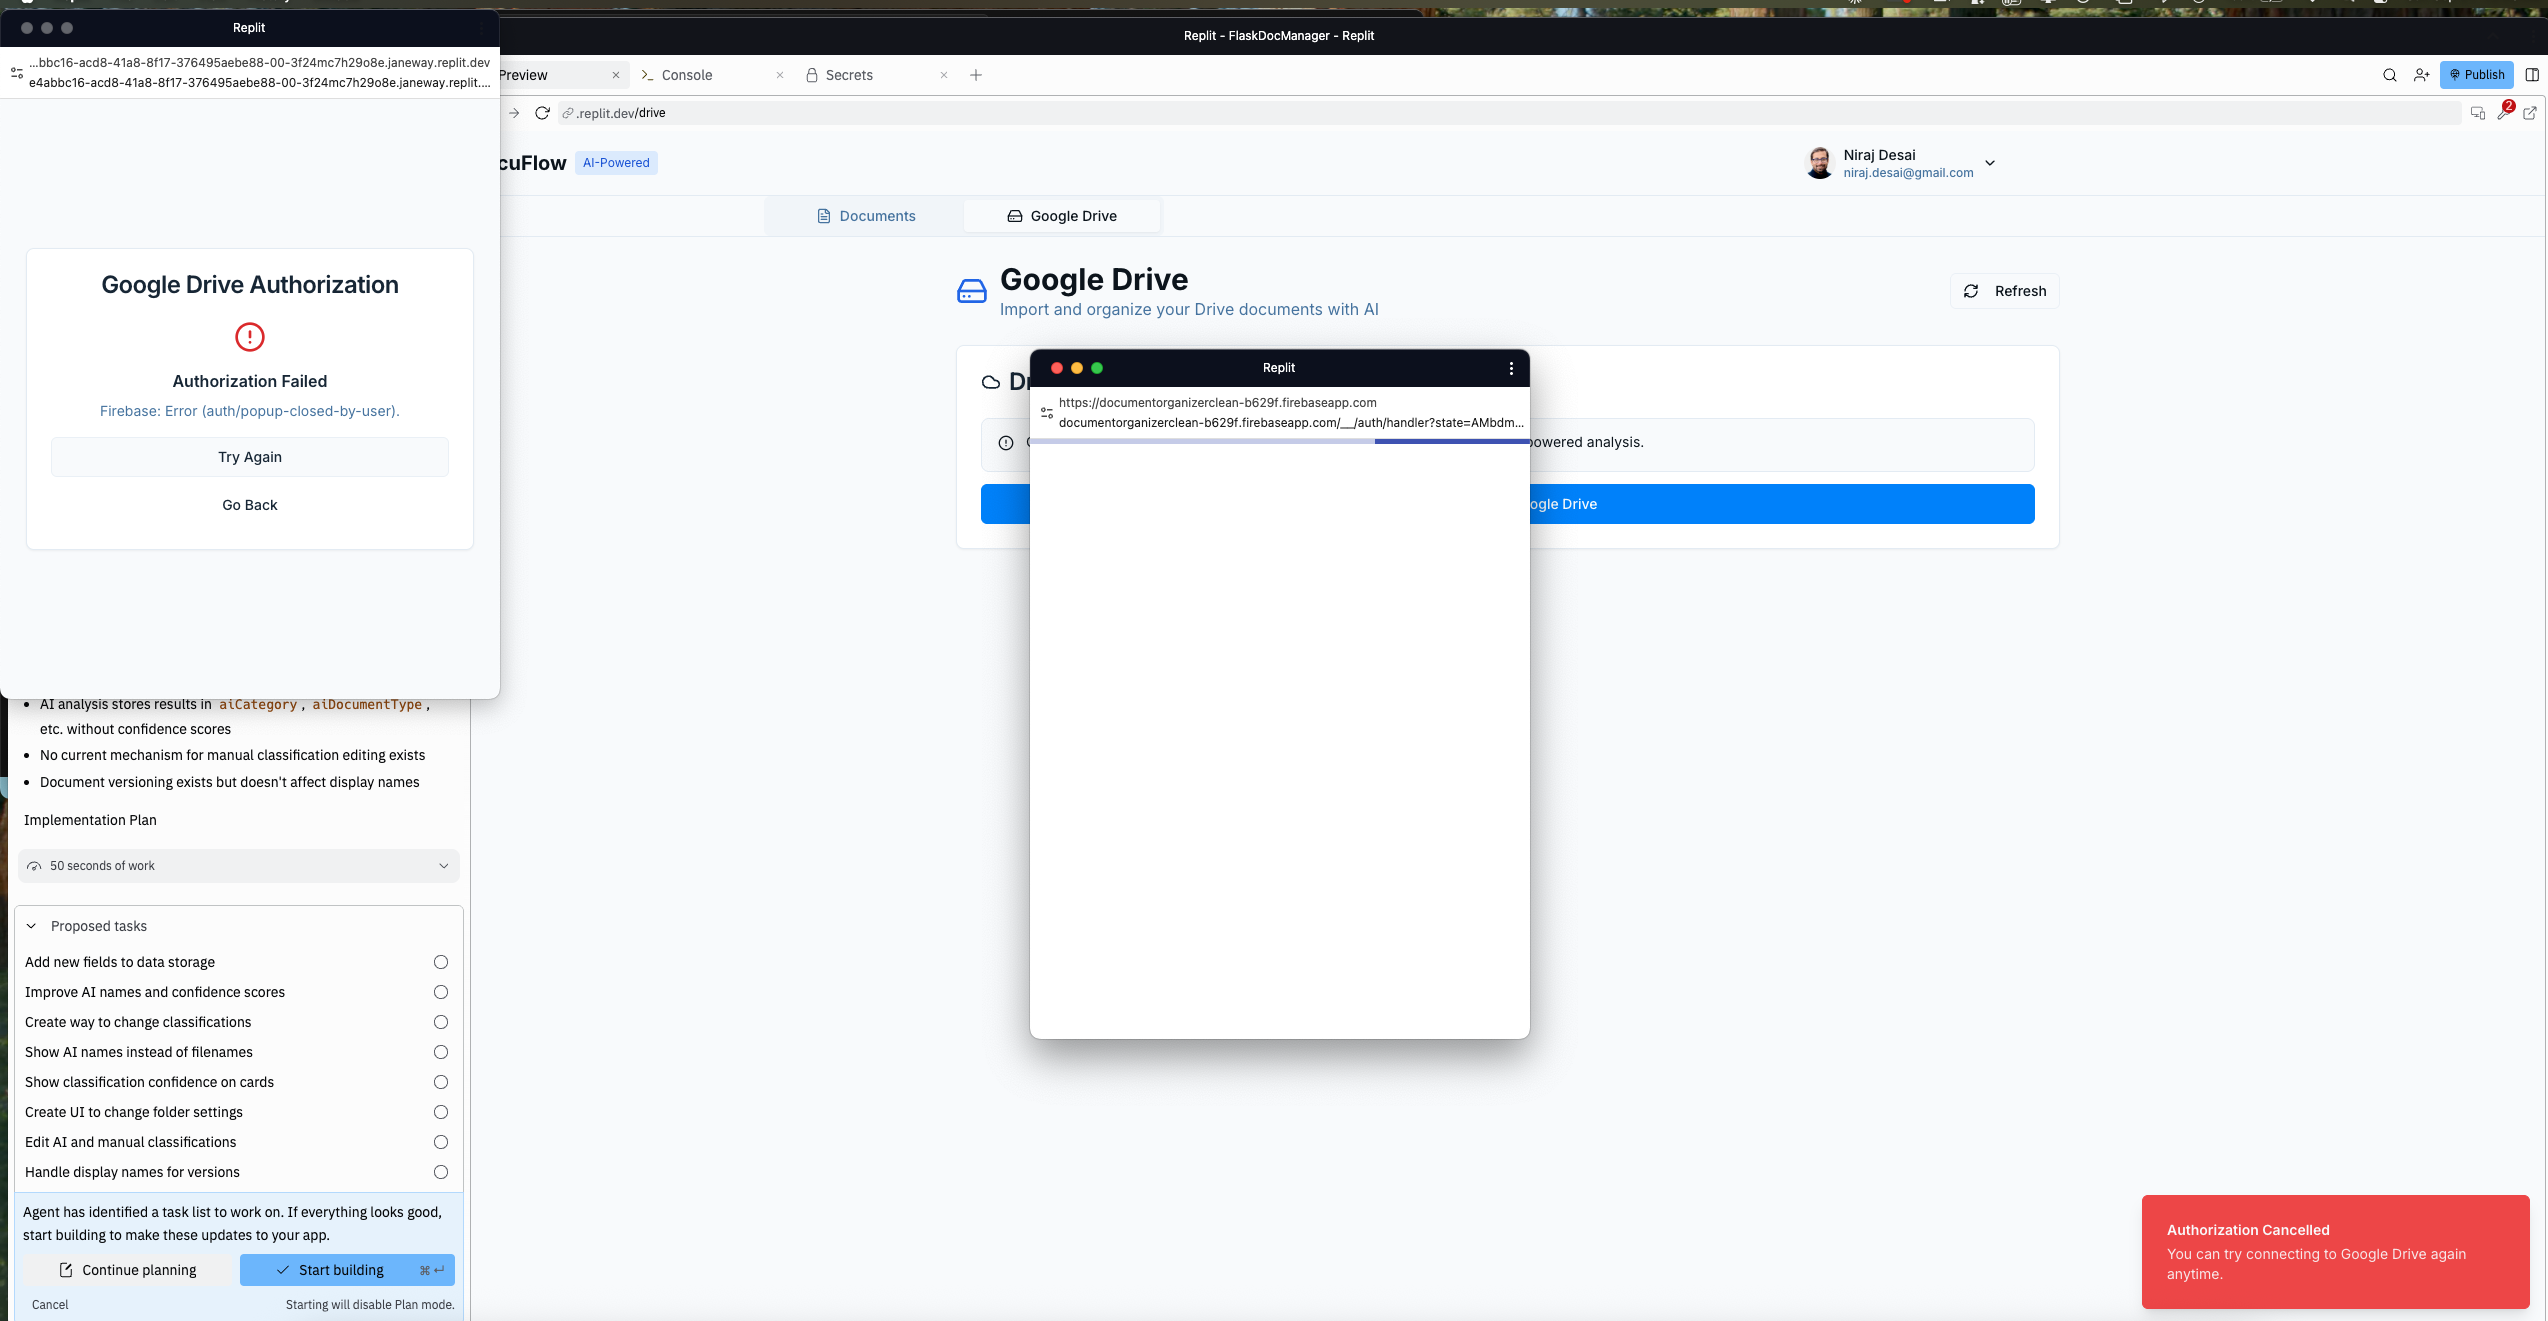 Replit
...bbc16-acd8-41a8-8f17-376495aebe88-00-3f24mc7h29o8e.janeway.replit.dev
e4abbc16-acd8-41a8-8f17-376495aebe88-00-3f24mc7h29o8e.janeway.replit....
Google Drive Authorization
Authorization Failed
Firebase: Error (auth/popup-closed-by-user).
Try Again
Go Back
Replit - FlaskDocManager - Replit
Preview
Console
Secrets
Publish
.replit.dev/drive
2
cuFlow
AI-Powered
Niraj Desai
niraj.desai@gmail.com
Documents
Google Drive
Google Drive
Import and organize your Drive documents with AI
Refresh
powered analysis.
ogle Drive
Replit
https://documentorganizerclean-b629f.firebaseapp.com
documentorganizerclean-b629f.firebaseapp.com/__/auth/handler?state=AMbdm...
AI analysis stores results in aiCategory, aiDocumentType,
etc. without confidence scores
No current mechanism for manual classification editing exists
Document versioning exists but doesn't affect display names
Implementation Plan
50 seconds of work
Proposed tasks
Add new fields to data storage
Improve AI names and confidence scores
Create way to change classifications
Show AI names instead of filenames
Show classification confidence on cards
Create UI to change folder settings
Edit AI and manual classifications
Handle display names for versions
Agent has identified a task list to work on. If everything looks good,
start building to make these updates to your app.
Continue planning
Start building ⌘ ↵
Cancel
Starting will disable Plan mode.
Authorization Cancelled
You can try connecting to Google Drive again
anytime.